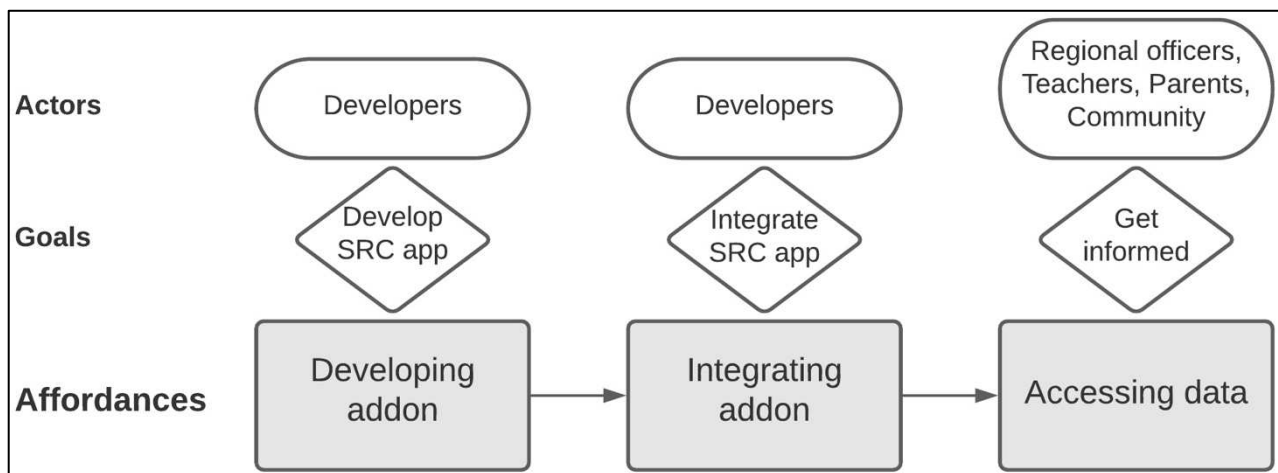 Actors
Developers
Developers
Regional officers,
Teachers, Parents,
Community
Goals
Develop
SRC app
Integrate
SRC app
Get
informed
Affordances
Developing
addon
Integrating
addon
Accessing data